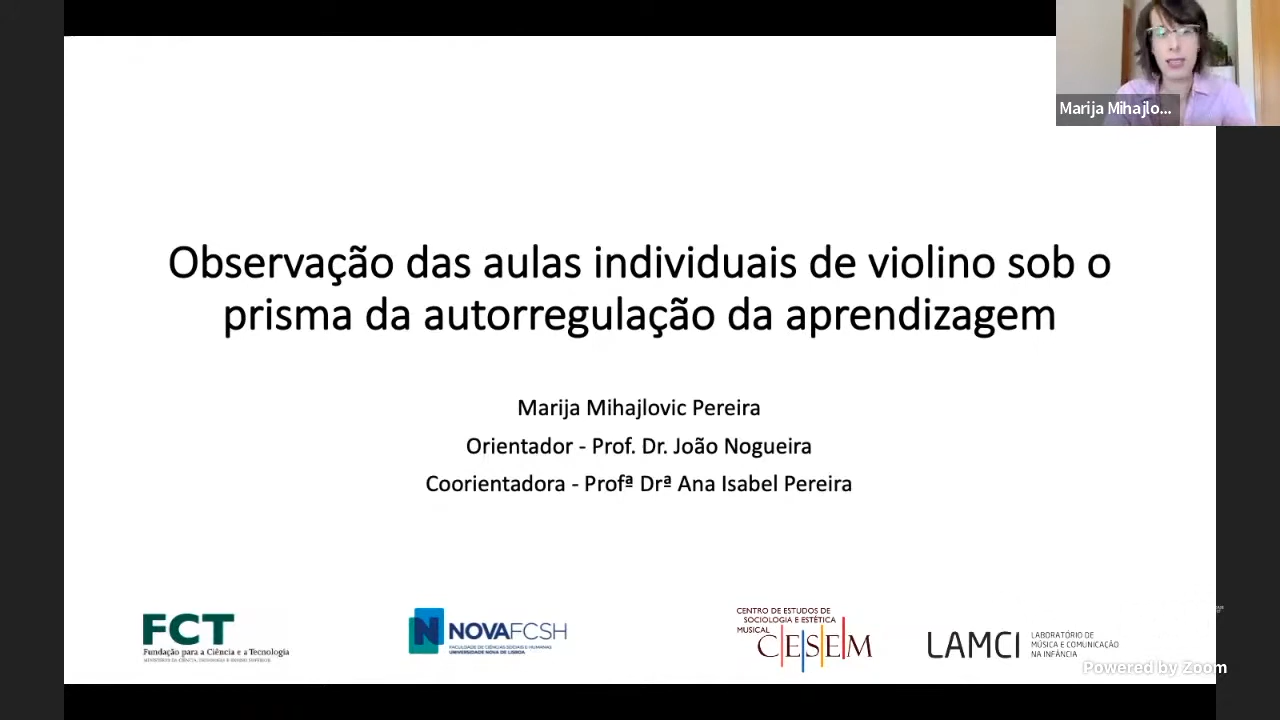 Marija Mihajlo...
Observação das aulas individuais de violino sob o
prisma da autorregulação da aprendizagem
Marija Mihajlovic Pereira
Orientador - Prof. Dr. João Nogueira
Coorientadora - Profª Drª Ana Isabel Pereira
FCT
Fundação para a Ciência e a Tecnologia
N NOVAFCSH
FACULDADE DE CIÊNCIAS SOCIAIS E HUMANAS
UNIVERSIDADE NOVA DE LISBOA
CENTRO DE ESTUDOS DE
SOCIOLOGIA E ESTÉTICA
MUSICAL
CESEM
LAMCI
LABORATÓRIO DE
MÚSICA E COMUNICAÇÃO
NA INFÂNCIA
Powered by Zoom